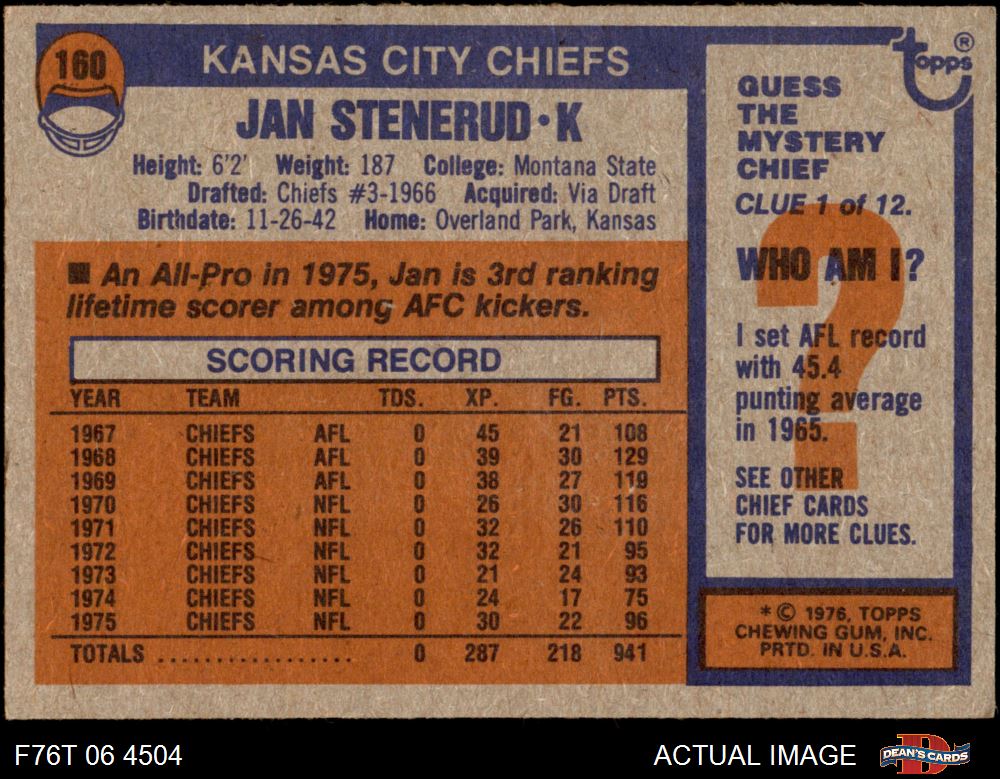 160
KANSAS CITY CHIEFS
JAN STENERUD·K
Height: 6'2' Weight: 187 College: Montana State
Drafted: Chiefs #3-1966 Acquired: Via Draft
Birthdate: 11-26-42 Home: Overland Park, Kansas
■ An All-Pro in 1975, Jan is 3rd ranking
lifetime scorer among AFC kickers.
SCORING RECORD
YEAR TEAM TDS. XP. FG. PTS.
1967 CHIEFS AFL 0 45 21 108
1968 CHIEFS AFL 0 39 30 129
1969 CHIEFS AFL 0 38 27 119
1970 CHIEFS NFL 0 26 30 116
1971 CHIEFS NFL 0 32 26 110
1972 CHIEFS NFL 0 32 21 95
1973 CHIEFS NFL 0 21 24 93
1974 CHIEFS NFL 0 24 17 75
1975 CHIEFS NFL 0 30 22 96
TOTALS .................. 0 287 218 941
topps ®
GUESS
THE
MYSTERY
CHIEF
CLUE 1 of 12.
?
WHO AM I?
I set AFL record
with 45.4
punting average
in 1965.
SEE OTHER
CHIEF CARDS
FOR MORE CLUES.
* © 1976, TOPPS
CHEWING GUM, INC.
PRTD. IN U.S.A.
F76T 06 4504
ACTUAL IMAGE
D
DEAN'S CARDS